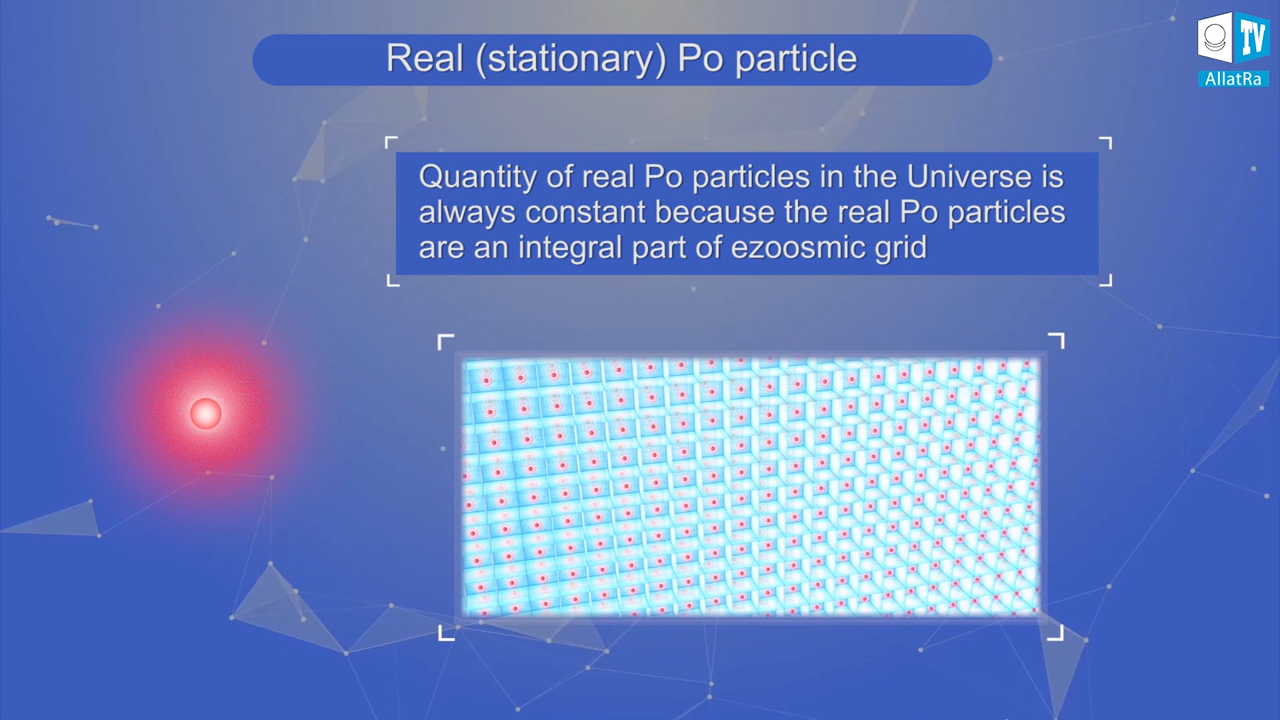 Real (stationary) Po particle
TV
AllatRa
Quantity of real Po particles in the Universe is
always constant because the real Po particles
are an integral part of ezoosmic grid